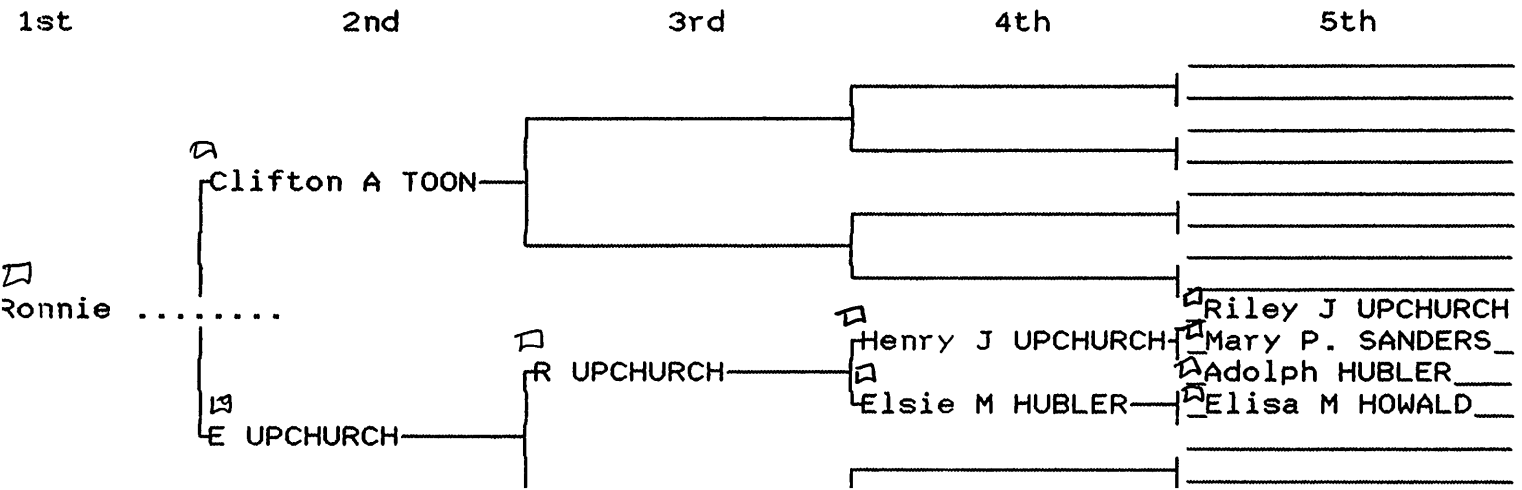 1st 2nd 3rd 4th 5th
Clifton A TOON
Ronnie ........
Riley J UPCHURCH
Henry J UPCHURCH
Mary P. SANDERS
R UPCHURCH
Adolph HUBLER
Elsie M HUBLER
Elisa M HOWALD
E UPCHURCH